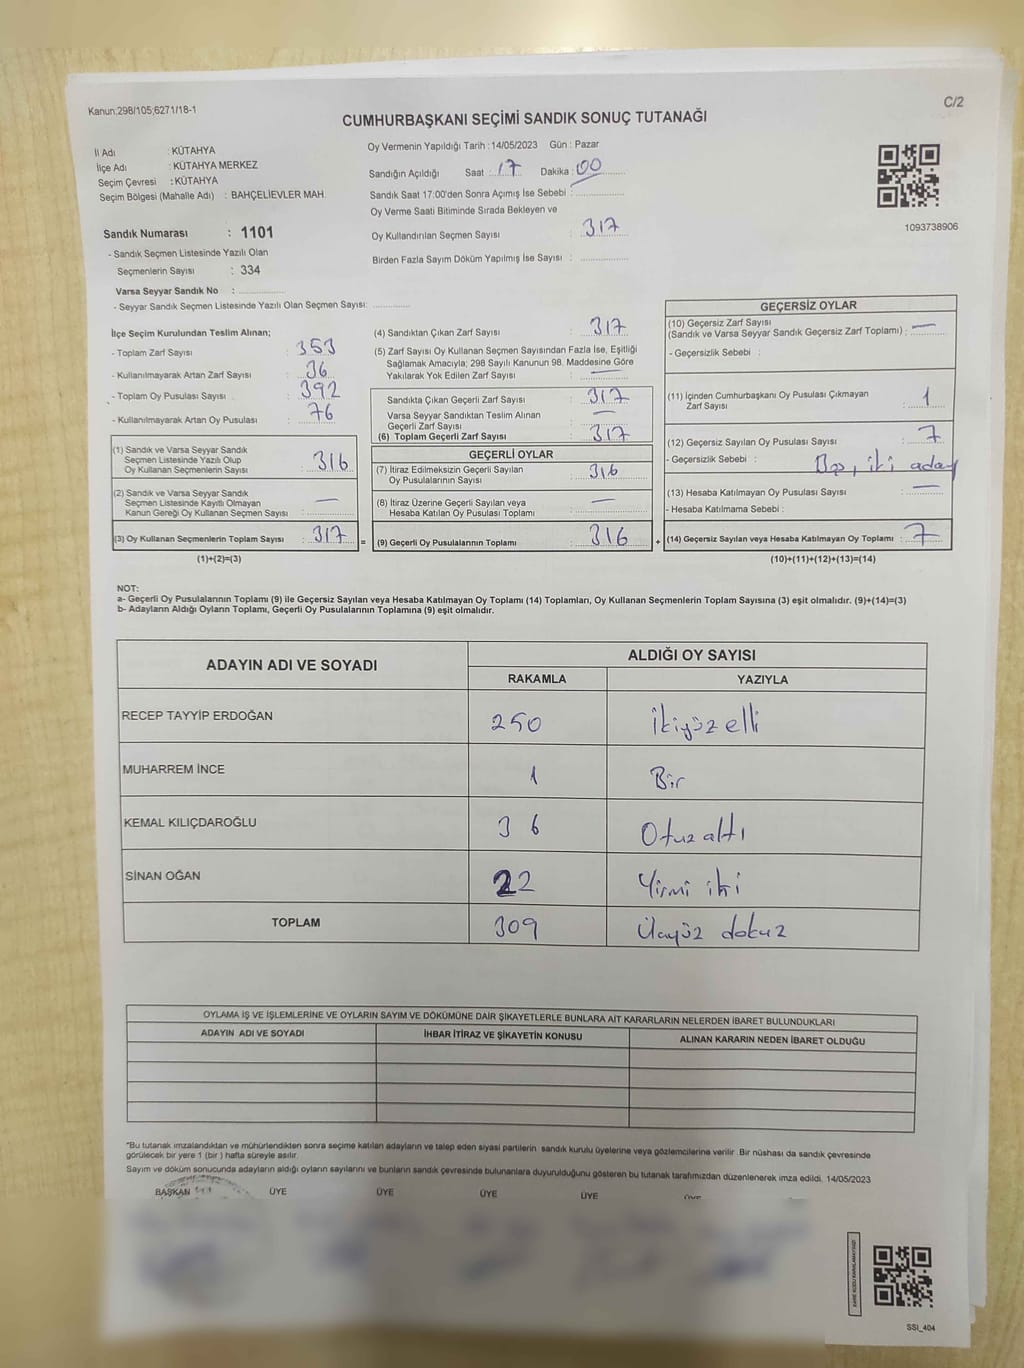 Kanun;298/105;6271/18-1
C/2
CUMHURBAŞKANI SEÇİMİ SANDIK SONUÇ TUTANAĞI
İl Adı : KÜTAHYA
İlçe Adı : KÜTAHYA MERKEZ
Seçim Çevresi : KÜTAHYA
Seçim Bölgesi (Mahalle Adı) : BAHÇELİEVLER MAH.
Sandık Numarası : 1101
- Sandık Seçmen Listesinde Yazılı Olan
Seçmenlerin Sayısı : 334
Varsa Seyyar Sandık No :
- Seyyar Sandık Seçmen Listesinde Yazılı Olan Seçmen Sayısı:
Oy Vermenin Yapıldığı Tarih : 14/05/2023 Gün : Pazar
Sandığın Açıldığı Saat : 17 Dakika : 00
Sandık Saat 17:00'den Sonra Açımış İse Sebebi :
Oy Verme Saati Bitiminde Sırada Bekleyen ve
Oy Kullandırılan Seçmen Sayısı : 317
Birden Fazla Sayım Döküm Yapılmış İse Sayısı :
1093738906
İlçe Seçim Kurulundan Teslim Alınan;
- Toplam Zarf Sayısı : 353
- Kullanılmayarak Artan Zarf Sayısı : 36
- Toplam Oy Pusulası Sayısı : 392
- Kullanılmayarak Artan Oy Pusulası : 76
(1) Sandık ve Varsa Seyyar Sandık
Seçmen Listesinde Yazılı Olup
Oy Kullanan Seçmenlerin Sayısı : 316
(2) Sandık ve Varsa Seyyar Sandık
Seçmen Listesinde Kayıtlı Olmayan
Kanun Gereği Oy Kullanan Seçmen Sayısı : —
(3) Oy Kullanan Seçmenlerin Toplam Sayısı : 317
(1)+(2)=(3)
(4) Sandıktan Çıkan Zarf Sayısı : 317
(5) Zarf Sayısı Oy Kullanan Seçmen Sayısından Fazla İse, Eşitliği
Sağlamak Amacıyla; 298 Sayılı Kanunun 98. Maddesine Göre
Yakılarak Yok Edilen Zarf Sayısı : —
Sandıkta Çıkan Geçerli Zarf Sayısı : 317
Varsa Seyyar Sandıktan Teslim Alınan
Geçerli Zarf Sayısı : —
(6) Toplam Geçerli Zarf Sayısı : 317
GEÇERLİ OYLAR
(7) İtiraz Edilmeksizin Geçerli Sayılan
Oy Pusulalarının Sayısı : 316
(8) İtiraz Üzerine Geçerli Sayılan veya
Hesaba Katılan Oy Pusulası Toplamı : —
= (9) Geçerli Oy Pusulalarının Toplamı : 316
GEÇERSİZ OYLAR
(10) Geçersiz Zarf Sayısı
(Sandık ve Varsa Seyyar Sandık Geçersiz Zarf Toplamı) : —
- Geçersizlik Sebebi :
(11) İçinden Cumhurbaşkanı Oy Pusulası Çıkmayan
Zarf Sayısı : 1
(12) Geçersiz Sayılan Oy Pusulası Sayısı : 7
- Geçersizlik Sebebi : Boş, iki aday
(13) Hesaba Katılmayan Oy Pusulası Sayısı : —
- Hesaba Katılmama Sebebi :
+ (14) Geçersiz Sayılan veya Hesaba Katılmayan Oy Toplamı : 7
(10)+(11)+(12)+(13)=(14)
NOT:
a- Geçerli Oy Pusulalarının Toplamı (9) ile Geçersiz Sayılan veya Hesaba Katılmayan Oy Toplamı (14) Toplamları, Oy Kullanan Seçmenlerin Toplam Sayısına (3) eşit olmalıdır. (9)+(14)=(3)
b- Adayların Aldığı Oyların Toplamı, Geçerli Oy Pusulalarının Toplamına (9) eşit olmalıdır.
ADAYIN ADI VE SOYADI
ALDIĞI OY SAYISI
RAKAMLA YAZIYLA
RECEP TAYYİP ERDOĞAN 250 İkiyüz elli
MUHARREM İNCE 1 Bir
KEMAL KILIÇDAROĞLU 36 Otuz altı
SİNAN OĞAN 22 Yirmi iki
TOPLAM 309 Üçyüz dokuz
OYLAMA İŞ VE İŞLEMLERİNE VE OYLARIN SAYIM VE DÖKÜMÜNE DAİR ŞİKAYETLERLE BUNLARA AİT KARARLARIN NELERDEN İBARET BULUNDUKLARI
ADAYIN ADI VE SOYADI İHBAR İTİRAZ VE ŞİKAYETİN KONUSU ALINAN KARARIN NEDEN İBARET OLDUĞU
"Bu tutanak imzalandıktan ve mühürlendikten sonra seçime katılan adayların ve talep eden siyasi partilerin sandık kurulu üyelerine veya gözlemcilerine verilir. Bir nüshası da sandık çevresinde
görülecek bir yere 1 (bir ) hafta süreyle asılır.
Sayım ve döküm sonucunda adayların aldığı oyların sayılarını ve bunların sandık çevresinde bulunanlara duyurulduğunu gösteren bu tutanak tarafımızdan düzenlenerek imza edildi. 14/05/2023
BAŞKAN ÜYE ÜYE ÜYE ÜYE ÜYE
SSI_404